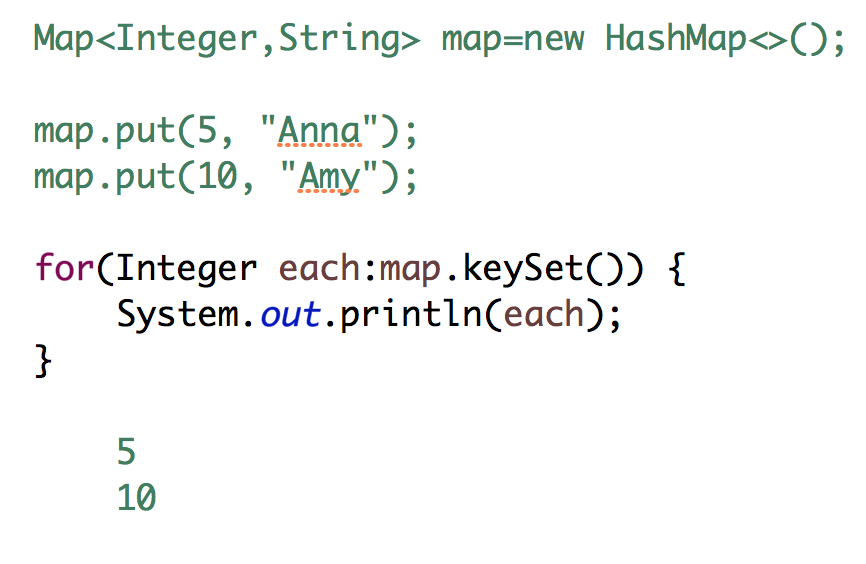 Map<Integer,String> map=new HashMap<>();
map.put(5, "Anna");
map.put(10, "Amy");
for(Integer each:map.keySet()) {
System.out.println(each);
}
5
10